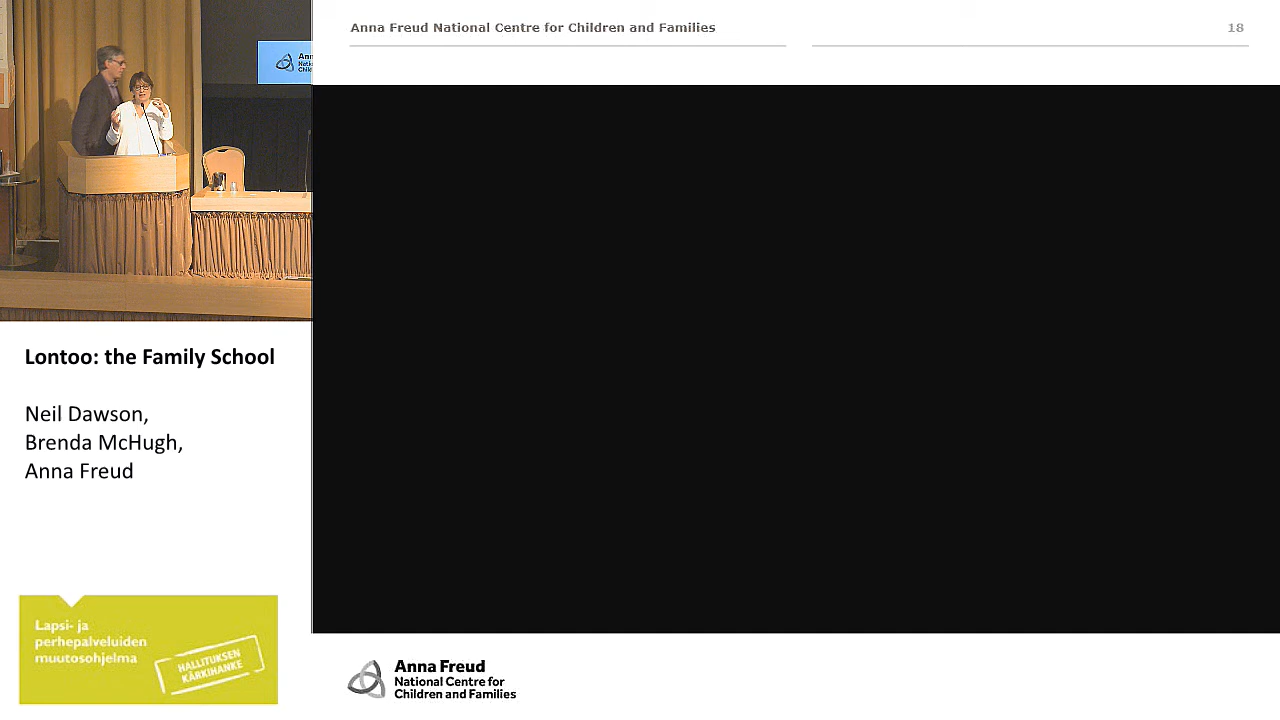 Anna Freud National Centre for Children and Families
18
Lontoo: the Family School
Neil Dawson,
Brenda McHugh,
Anna Freud
Lapsi- ja
perhepalveluiden
muutosohjelma
HALLITUKSEN
KÄRKIHANKE
Anna Freud
National Centre for
Children and Families